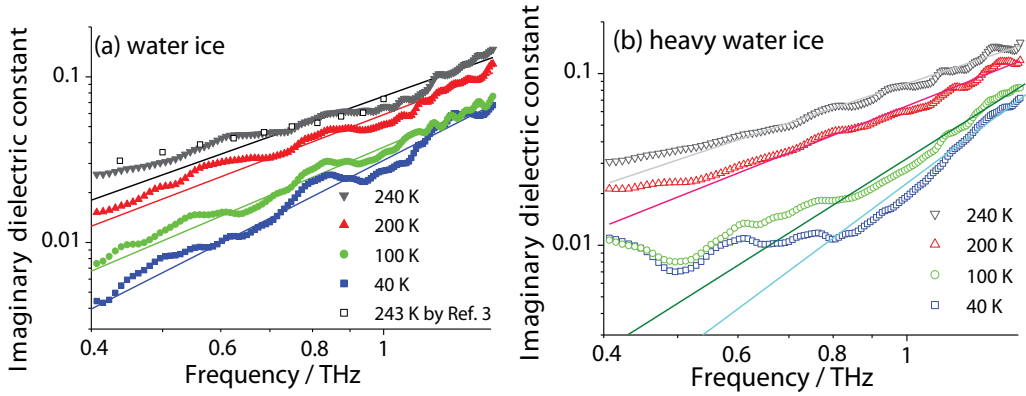 (a) water ice
Imaginary dielectric constant
0.1
0.01
240 K
200 K
100 K
40 K
243 K by Ref. 3
0.4
0.6
0.8
1
Frequency / THz
(b) heavy water ice
Imaginary dielectric constant
0.1
0.01
240 K
200 K
100 K
40 K
0.4
0.6
0.8
1
Frequency / THz